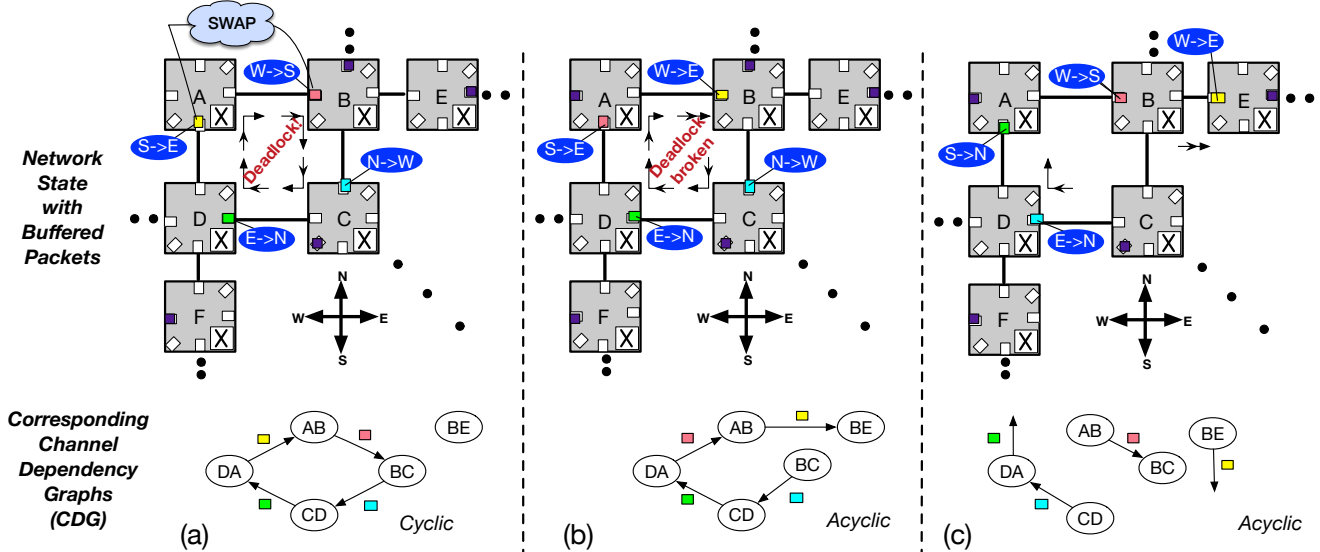 SWAP
W->S
A
X
B
X
E
X
S->E
Deadlock!
N->W
D
X
C
X
E->N
F
X
N
W
E
S
W->E
A
X
B
X
E
X
S->E
Deadlock
broken
N->W
D
X
C
X
E->N
F
X
N
W
E
S
W->E
W->S
A
X
B
X
E
X
S->N
D
X
C
X
E->N
F
X
N
W
E
S
Network
State
with
Buffered
Packets
Corresponding
Channel
Dependency
Graphs
(CDG)
AB
BE
DA
BC
CD
(a)
Cyclic
AB
BE
DA
BC
CD
(b)
Acyclic
AB
BE
DA
BC
CD
(c)
Acyclic